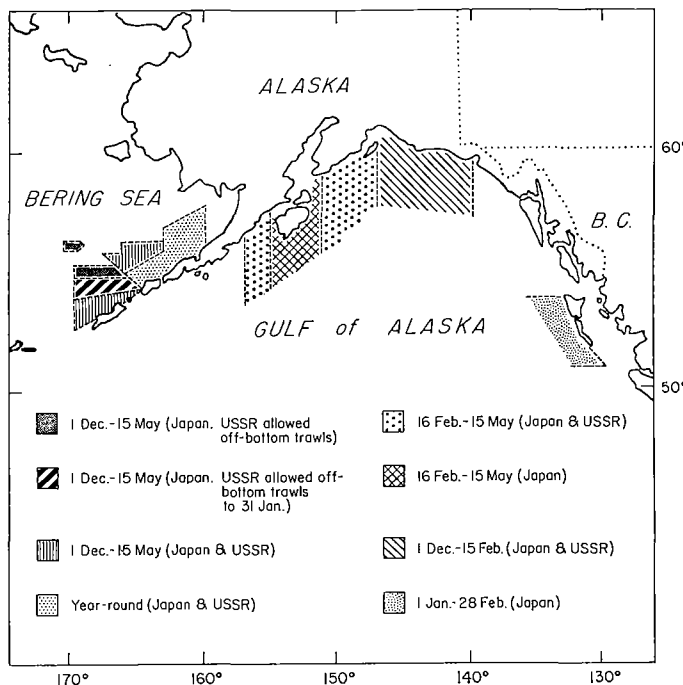 ALASKA
60°
BERING SEA
B.C.
GULF of ALASKA
50°
1 Dec.-15 May (Japan. USSR allowed
off-bottom trawls)
1 Dec.-15 May (Japan. USSR allowed off-
bottom trawls
to 31 Jan.)
1 Dec.-15 May (Japan & USSR)
Year-round (Japan & USSR)
16 Feb.-15 May (Japan & USSR)
16 Feb.-15 May (Japan)
1 Dec.-15 Feb. (Japan & USSR)
1 Jan.-28 Feb. (Japan)
170° 160° 150° 140° 130°